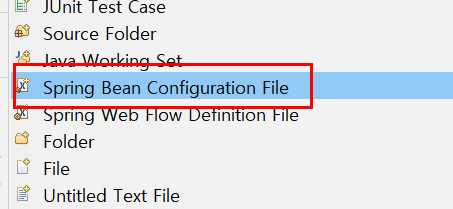 JUnit Test Case
Source Folder
Java Working Set
Spring Bean Configuration File
Spring Web Flow Definition File
Folder
File
Untitled Text File